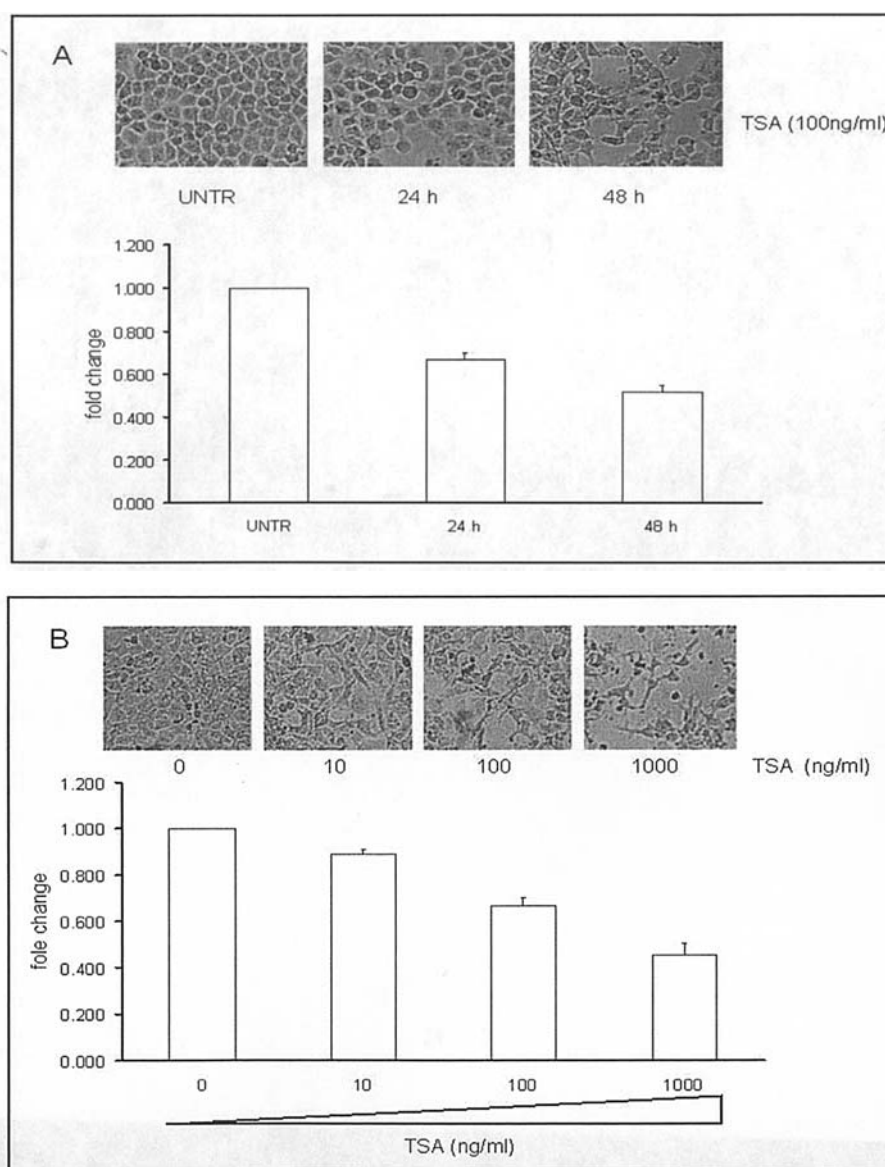 A
TSA (100ng/ml)
UNTR 24 h 48 h
1.200
1.000
0.800
0.600
0.400
0.200
0.000
fold change
UNTR 24 h 48 h
B
0 10 100 1000 TSA (ng/ml)
1.200
1.000
0.800
0.600
0.400
0.200
0.000
fole change
0 10 100 1000
TSA (ng/ml)